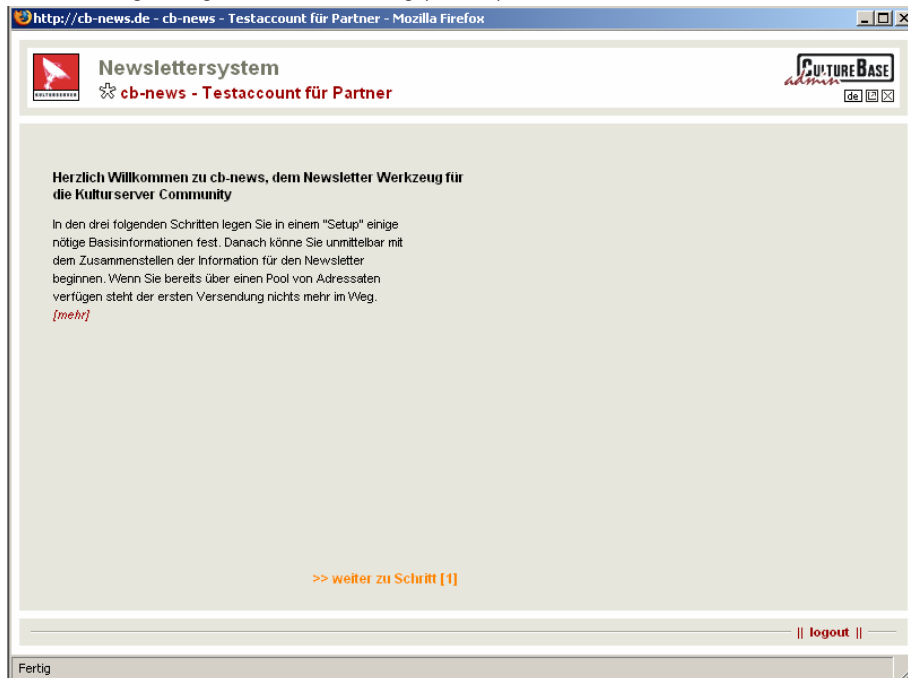 http://cb-news.de - cb-news - Testaccount für Partner - Mozilla Firefox
Newslettersystem
cb-news - Testaccount für Partner
KULTURSERVER
CULTUREBASE
admin
de
Herzlich Willkommen zu cb-news, dem Newsletter Werkzeug für
die Kulturserver Community
In den drei folgenden Schritten legen Sie in einem "Setup" einige
nötige Basisinformationen fest. Danach könne Sie unmittelbar mit
dem Zusammenstellen der Information für den Newsletter
beginnen. Wenn Sie bereits über einen Pool von Adressaten
verfügen steht der ersten Versendung nichts mehr im Weg.
[mehr]
>> weiter zu Schritt [1]
|| logout ||
Fertig